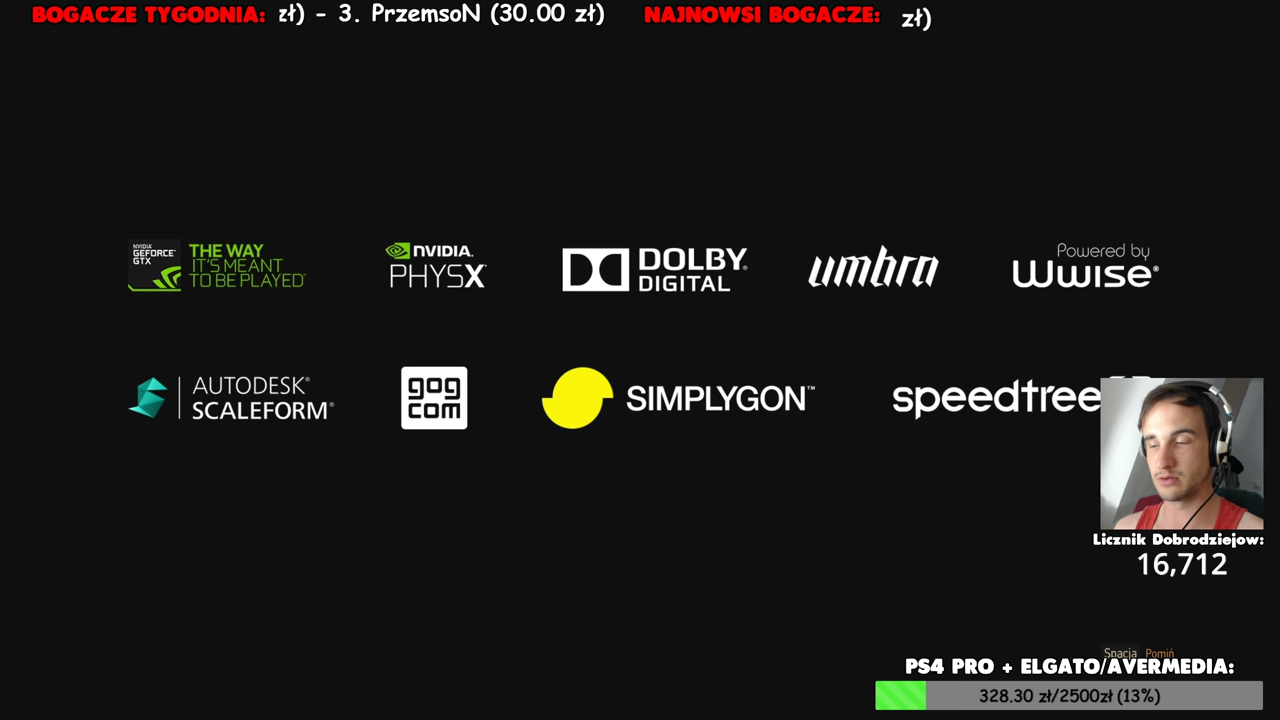 BOGACZE TYGODNIA: zł) - 3. PrzemsoN (30.00 zł) NAJNOWSI BOGACZE: zł)
NVIDIA GEFORCE GTX THE WAY IT'S MEANT TO BE PLAYED
NVIDIA. PHYSX
DOLBY DIGITAL
umbra
Powered by Wwise
AUTODESK SCALEFORM
gog com
SIMPLYGON™
speedtree
Licznik Dobrodziejow:
16,712
Spacja Pomiń
PS4 PRO + ELGATO/AVERMEDIA:
328.30 zł/2500zł (13%)